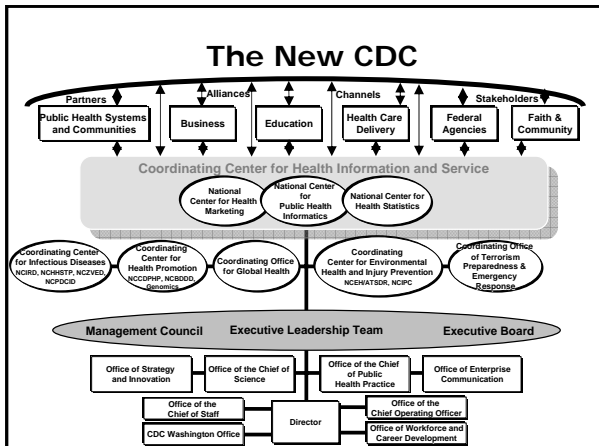 The New CDC
Partners
Alliances
Channels
Stakeholders
Public Health Systems
and Communities
Business
Education
Health Care
Delivery
Federal
Agencies
Faith &
Community
Coordinating Center for Health Information and Service
National
Center for Health
Marketing
National Center
for
Public Health
Informatics
National Center for
Health Statistics
Coordinating Center
for Infectious Diseases
NCIRD, NCHHSTP, NCZVED,
NCPDCID
Coordinating
Center for
Health Promotion
NCCDPHP, NCBDDD,
Genomics
Coordinating Office
for Global Health
Coordinating
Center for Environmental
Health and Injury Prevention
NCEH/ATSDR, NCIPC
Coordinating Office
of Terrorism
Preparedness &
Emergency
Response
Management Council
Executive Leadership Team
Executive Board
Office of Strategy
and Innovation
Office of the Chief of
Science
Office of the Chief
of Public
Health Practice
Office of Enterprise
Communication
Office of the
Chief of Staff
CDC Washington Office
Director
Office of the
Chief Operating Officer
Office of Workforce and
Career Development